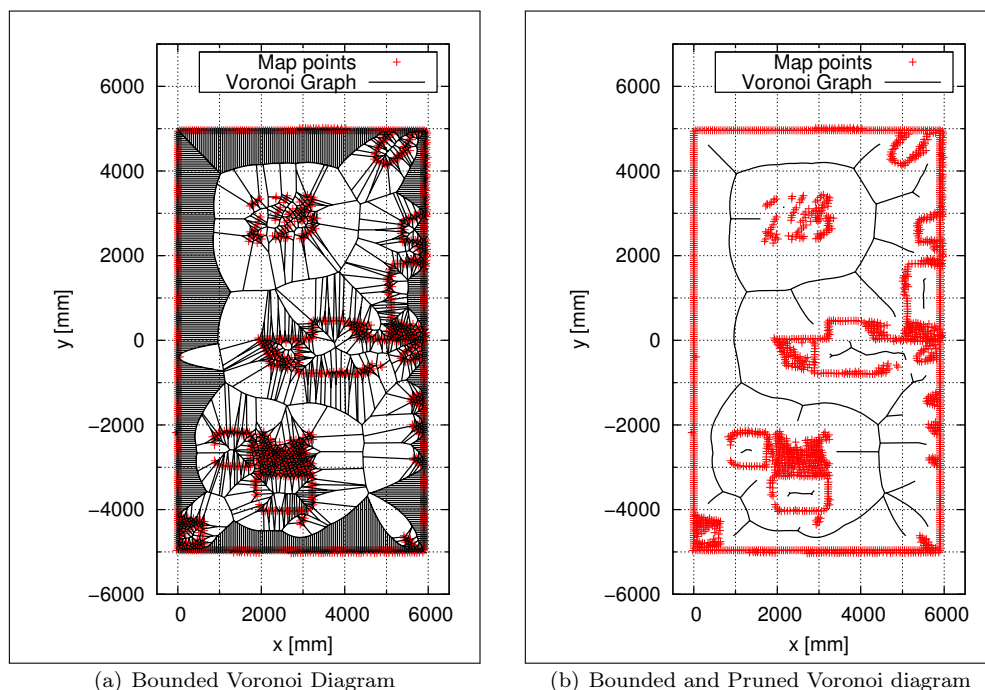 Map points
Voronoi Graph
6000
4000
2000
0
−2000
−4000
−6000
0 2000 4000 6000
x [mm]
y [mm]
(a) Bounded Voronoi Diagram
Map points
Voronoi Graph
6000
4000
2000
0
−2000
−4000
−6000
0 2000 4000 6000
x [mm]
y [mm]
(b) Bounded and Pruned Voronoi diagram